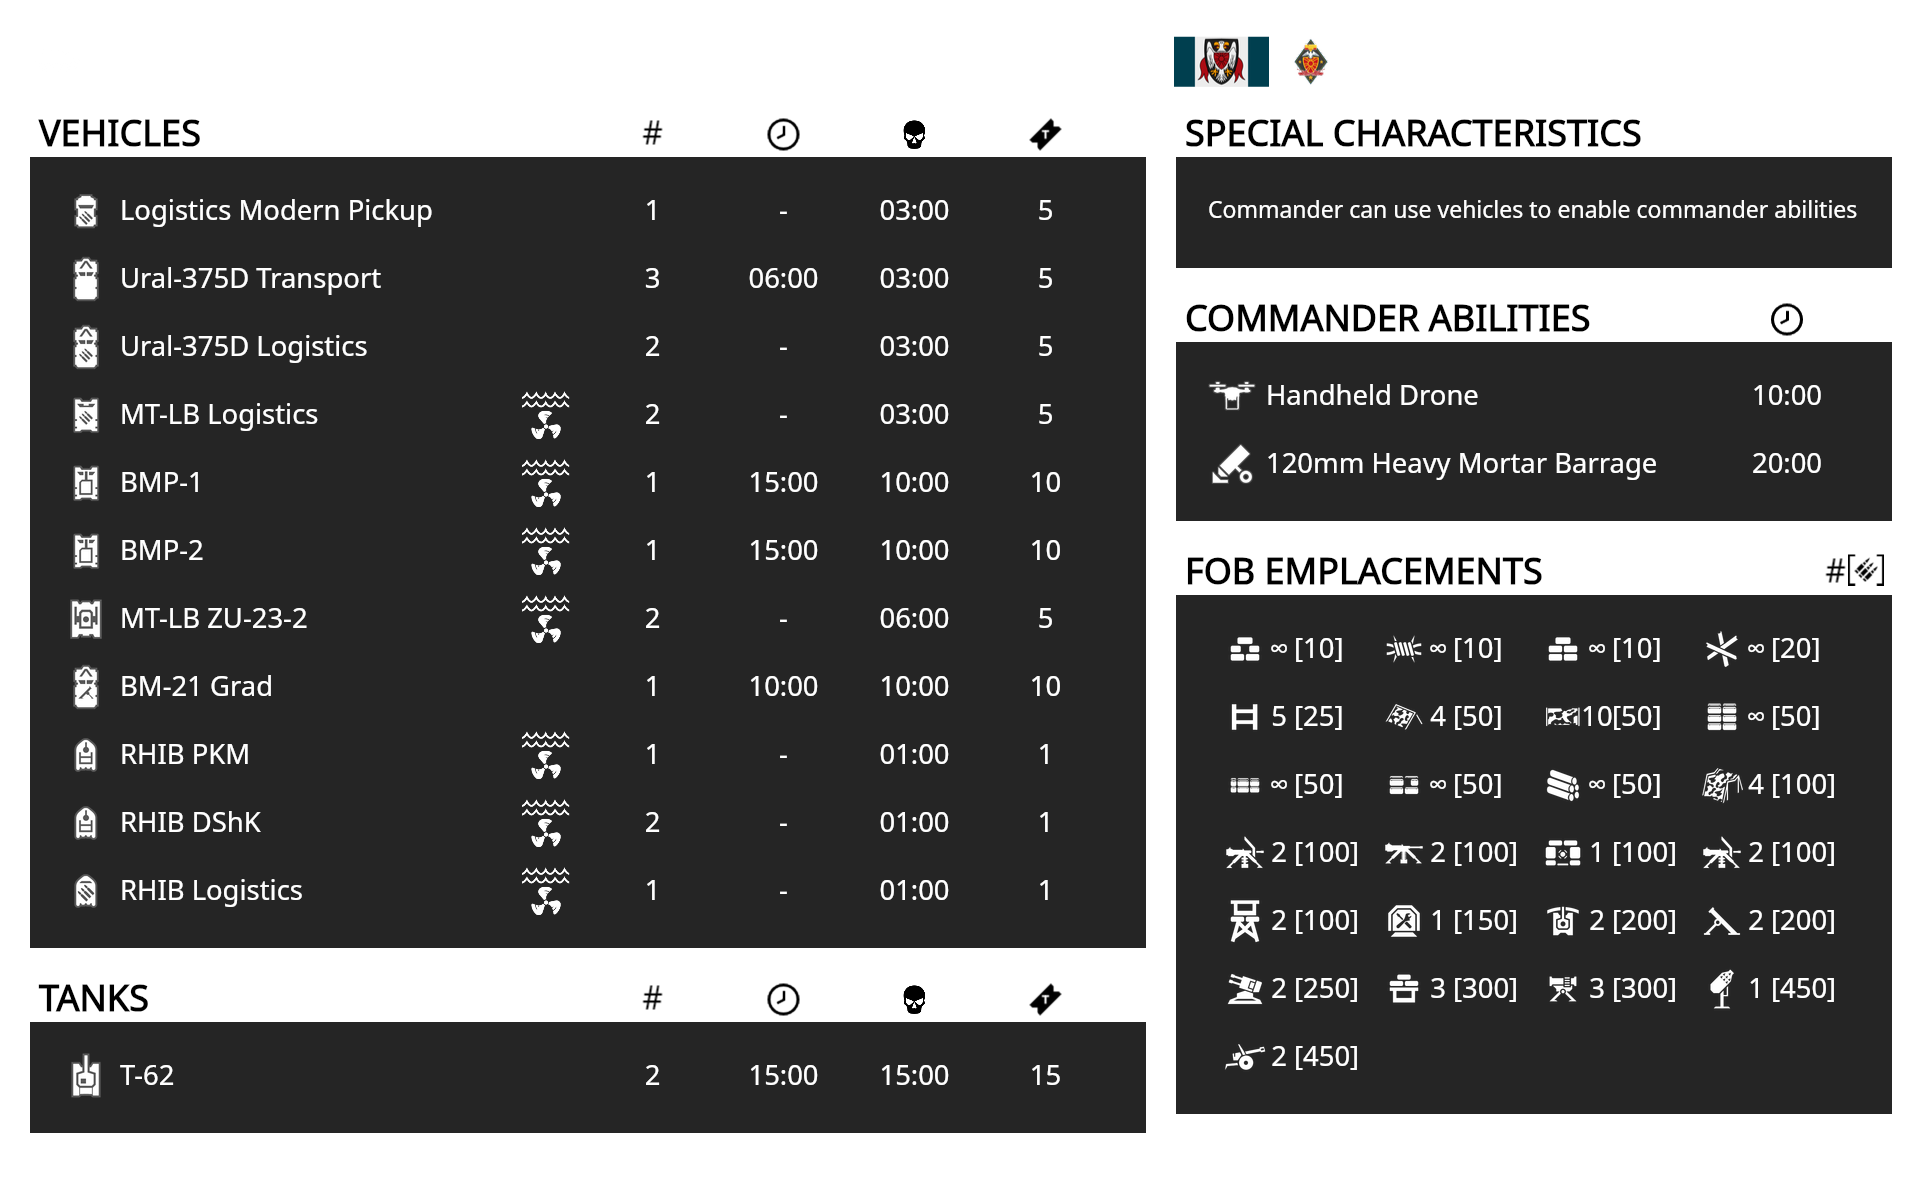 VEHICLES #
Logistics Modern Pickup 1 - 03:00 5
Ural-375D Transport 3 06:00 03:00 5
Ural-375D Logistics 2 - 03:00 5
MT-LB Logistics 2 - 03:00 5
BMP-1 1 15:00 10:00 10
BMP-2 1 15:00 10:00 10
MT-LB ZU-23-2 2 - 06:00 5
BM-21 Grad 1 10:00 10:00 10
RHIB PKM 1 - 01:00 1
RHIB DShK 2 - 01:00 1
RHIB Logistics 1 - 01:00 1
TANKS #
T-62 2 15:00 15:00 15
SPECIAL CHARACTERISTICS
Commander can use vehicles to enable commander abilities
COMMANDER ABILITIES
Handheld Drone 10:00
120mm Heavy Mortar Barrage 20:00
FOB EMPLACEMENTS #[]
∞ [10] ∞ [10] ∞ [10] ∞ [20]
5 [25] 4 [50] 10[50] ∞ [50]
∞ [50] ∞ [50] ∞ [50] 4 [100]
2 [100] 2 [100] 1 [100] 2 [100]
2 [100] 1 [150] 2 [200] 2 [200]
2 [250] 3 [300] 3 [300] 1 [450]
2 [450]